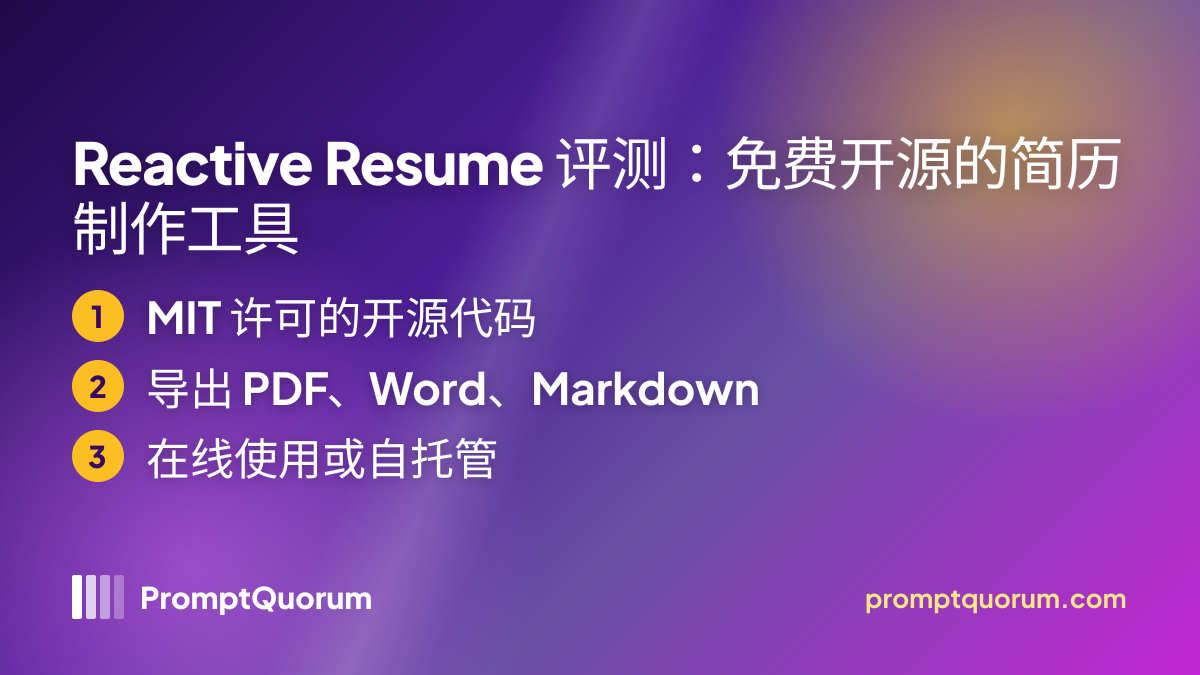 Reactive Resume 评测：免费开源的简历
制作工具
1 MIT 许可的开源代码
2 导出 PDF、Word、Markdown
3 在线使用或自托管
PromptQuorum
promptquorum.com